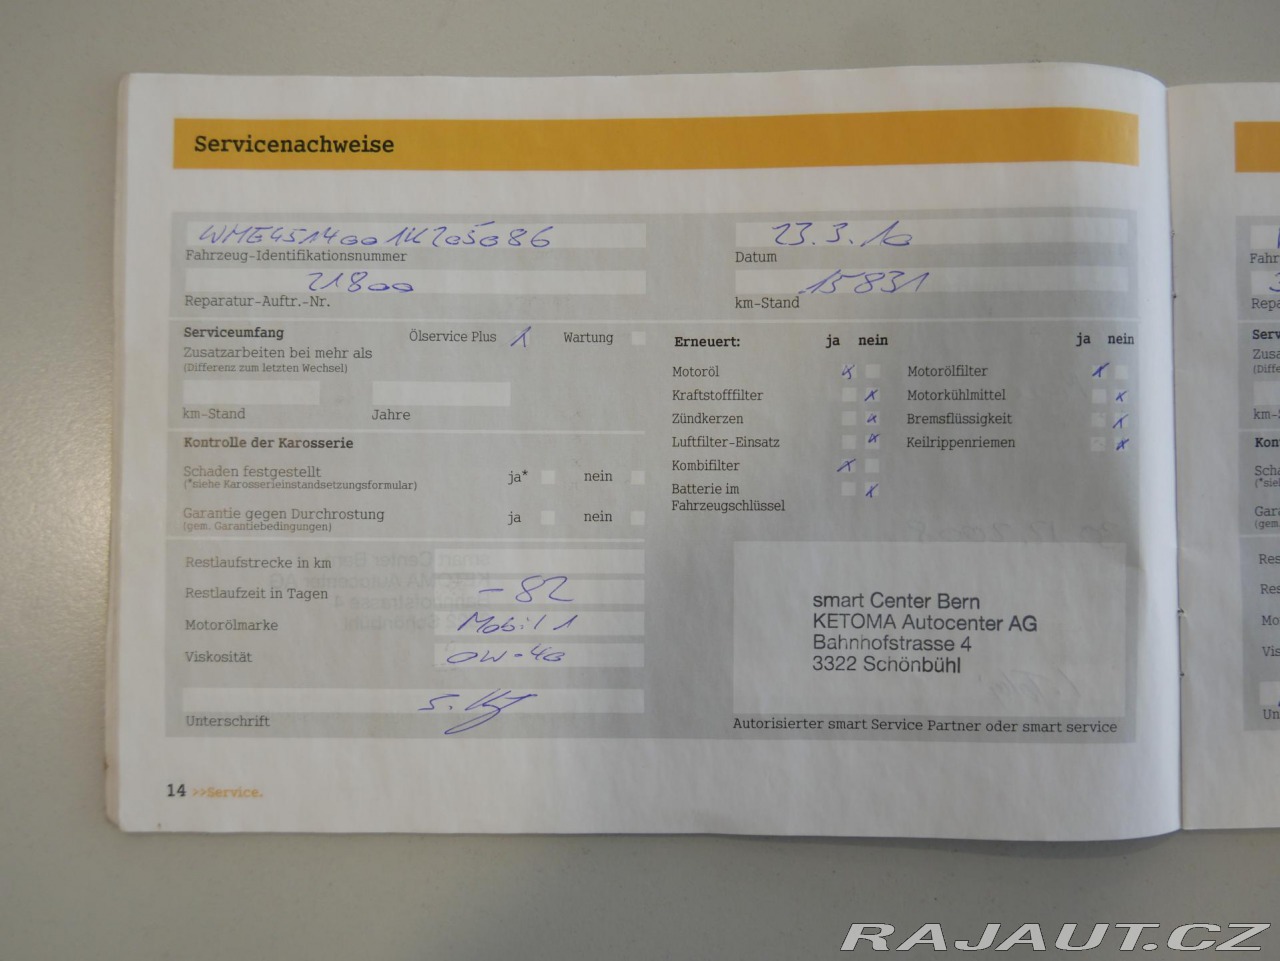 Servicenachweise
WME4514001K205086
Fahrzeug-Identifikationsnummer
21800
Reparatur-Auftr.-Nr.
23.3.10
Datum
15831
km-Stand
Serviceumfang Ölservice Plus X Wartung
Zusatzarbeiten bei mehr als
(Differenz zum letzten Wechsel)
km-Stand Jahre
Kontrolle der Karosserie
Schaden festgestellt ja* nein
(*siehe Karosserieinstandsetzungsformular)
Garantie gegen Durchrostung ja nein
(gem. Garantiebedingungen)
Restlaufstrecke in km
Restlaufzeit in Tagen - 82
Motorölmarke Mobil 1
Viskosität 0W-40
Unterschrift
Erneuert: ja nein ja nein
Motoröl X Motorölfilter X
Kraftstofffilter X Motorkühlmittel X
Zündkerzen X Bremsflüssigkeit X
Luftfilter-Einsatz X Keilrippenriemen X
Kombifilter X
Batterie im X
Fahrzeugschlüssel
smart Center Bern
KETOMA Autocenter AG
Bahnhofstrasse 4
3322 Schönbühl
Autorisierter smart Service Partner oder smart service
14 >>Service.
RAJAUT.CZ